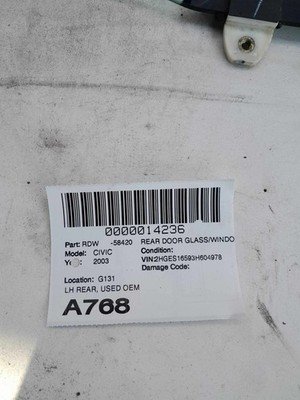 0000014236
Part: RDW -58420 REAR DOOR GLASS/WINDO
Model: CIVIC Condition:
Year: 2003 VIN2HGES16593H604978
Damage Code:
Location: G131
LH REAR, USED OEM
A768